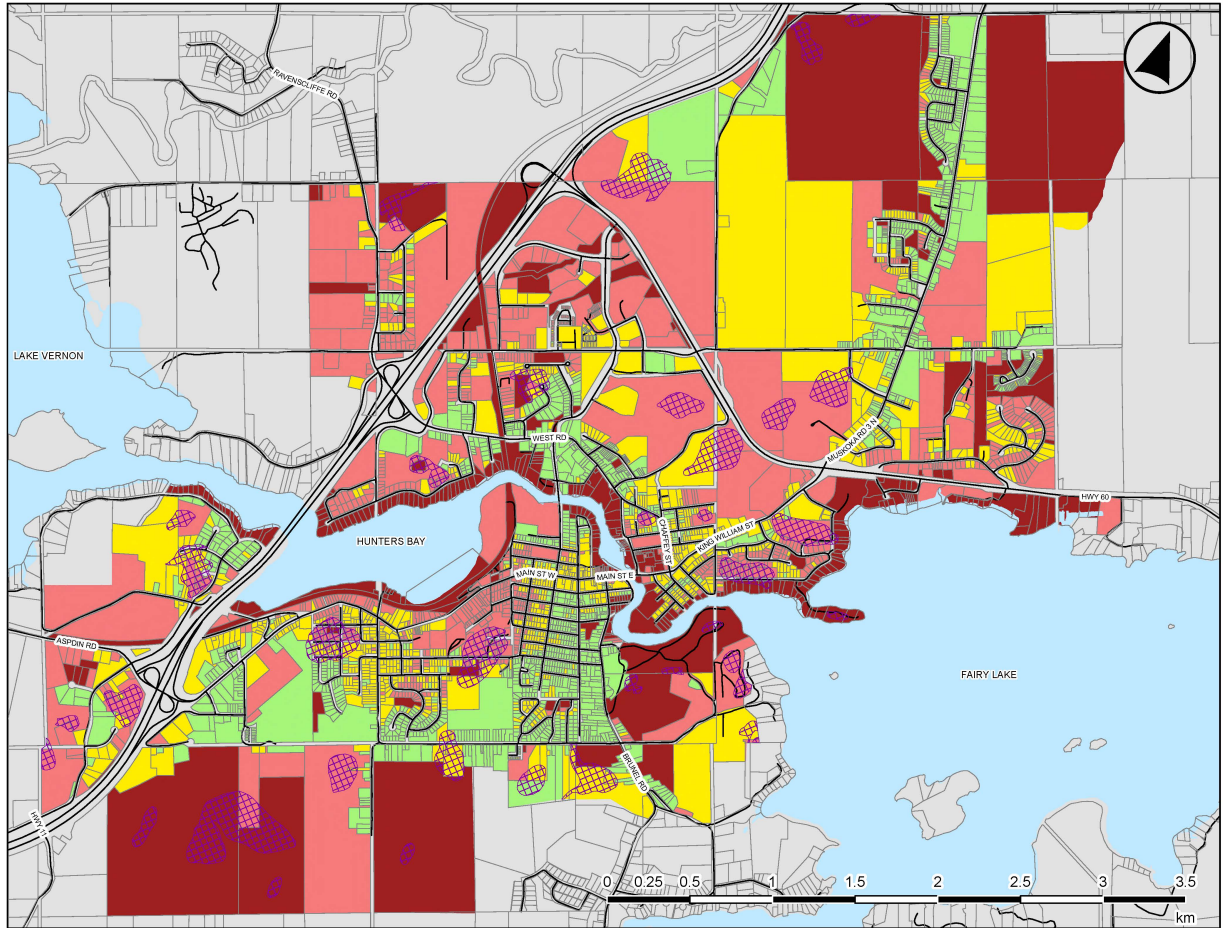 RAVENSCLIFFE RD
LAKE VERNON
WEST RD
MUSKOKA RD 3 N
HWY 60
CHAFFEY ST
KING WILLIAM ST
HUNTERS BAY
MAIN ST W
MAIN ST E
ASPDIN RD
FAIRY LAKE
BRUNEL RD
HWY 11
0 0.25 0.5 1 1.5 2 2.5 3 3.5
km